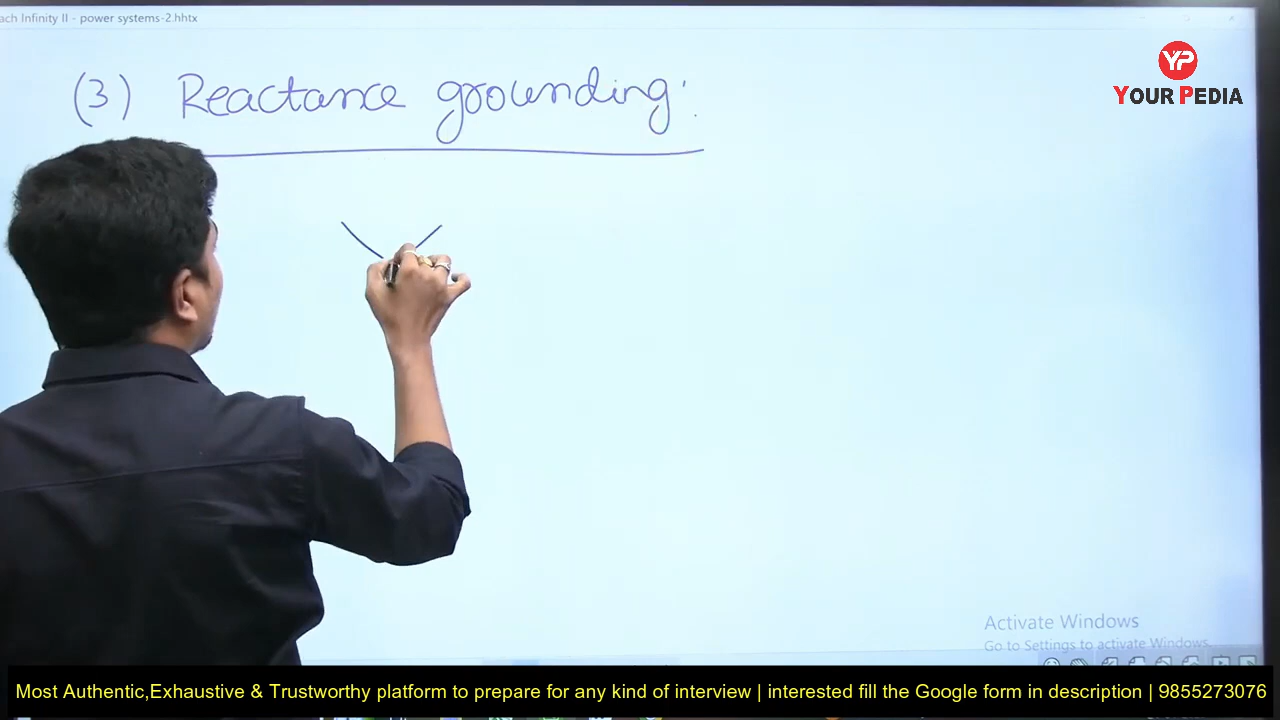 ach Infinity II - power systems-2.hhtx
(3) Reactance grounding:
YP
YOUR PEDIA
Activate Windows
Go to Settings to activate Windows.
Most Authentic,Exhaustive & Trustworthy platform to prepare for any kind of interview | interested fill the Google form in description | 9855273076